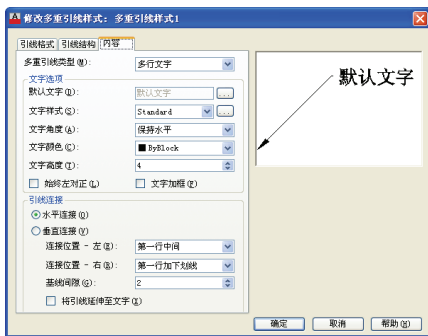 修改多重引线样式: 多重引线样式1
引线格式 引线结构 内容
多重引线类型(M): 多行文字
文字选项
默认文字(D): 默认文字 ...
文字样式(S): Standard ...
文字角度(A): 保持水平
文字颜色(C): ByBlock
文字高度(T): 4
始终左对正(L) 文字加框(F)
引线连接
水平连接(O)
垂直连接(V)
连接位置 - 左(E): 第一行中间
连接位置 - 右(R): 第一行加下划线
基线间隙(G): 2
将引线延伸至文字(X)
默认文字
确定 取消 帮助(H)